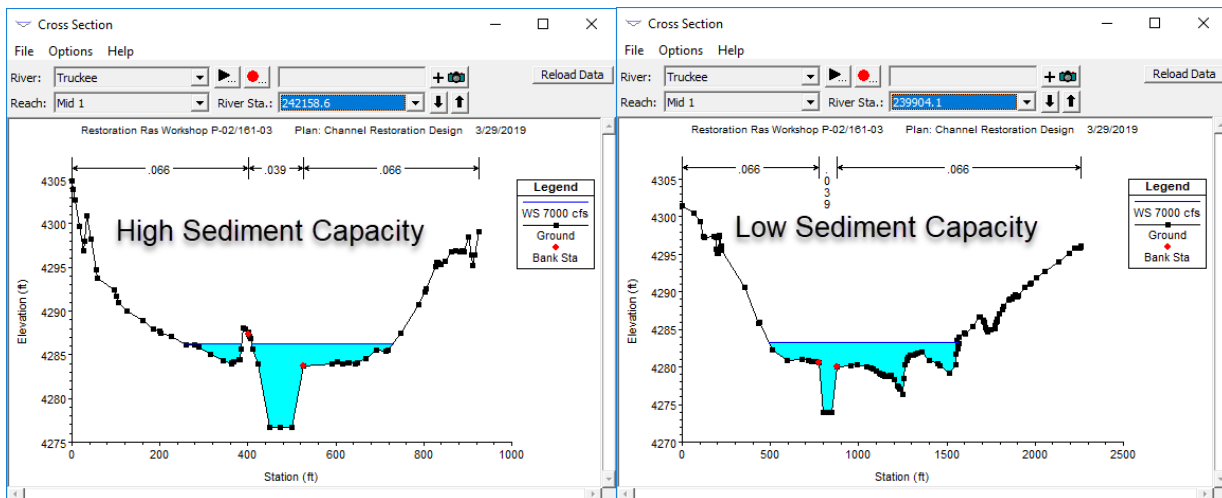 Cross Section
File Options Help
River: Truckee
Reload Data
Reach: Mid 1 River Sta.: 242158.6
Restoration Ras Workshop P-02/161-03 Plan: Channel Restoration Design 3/29/2019
.066 .039 .066
High Sediment Capacity
Legend
WS 7000 cfs
Ground
Bank Sta
Elevation (ft)
4305
4300
4295
4290
4285
4280
4275
0 200 400 600 800 1000
Station (ft)
Cross Section
File Options Help
River: Truckee
Reload Data
Reach: Mid 1 River Sta.: 239904.1
Restoration Ras Workshop P-02/161-03 Plan: Channel Restoration Design 3/29/2019
.066 .039 .066
Low Sediment Capacity
Legend
WS 7000 cfs
Ground
Bank Sta
Elevation (ft)
4305
4300
4295
4290
4285
4280
4275
4270
0 500 1000 1500 2000 2500
Station (ft)